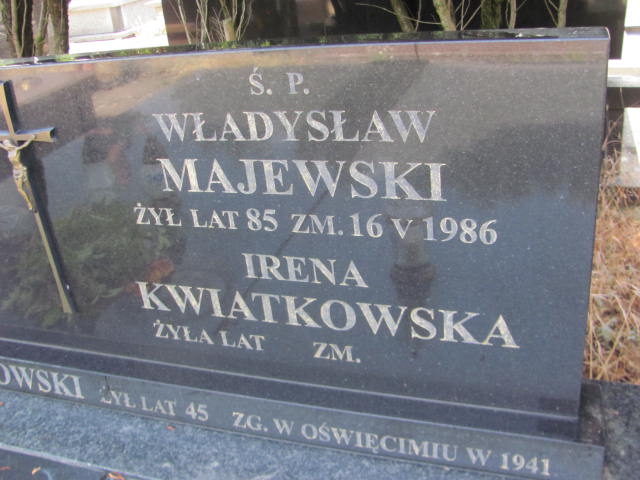 Ś. P.
WŁADYSŁAW
MAJEWSKI
ŻYŁ LAT 85 ZM. 16 V 1986
IRENA
KWIATKOWSKA
ŻYŁA LAT ZM.
OWSKI ŻYŁ LAT 45 ZG. W OŚWIĘCIMIU W 1941